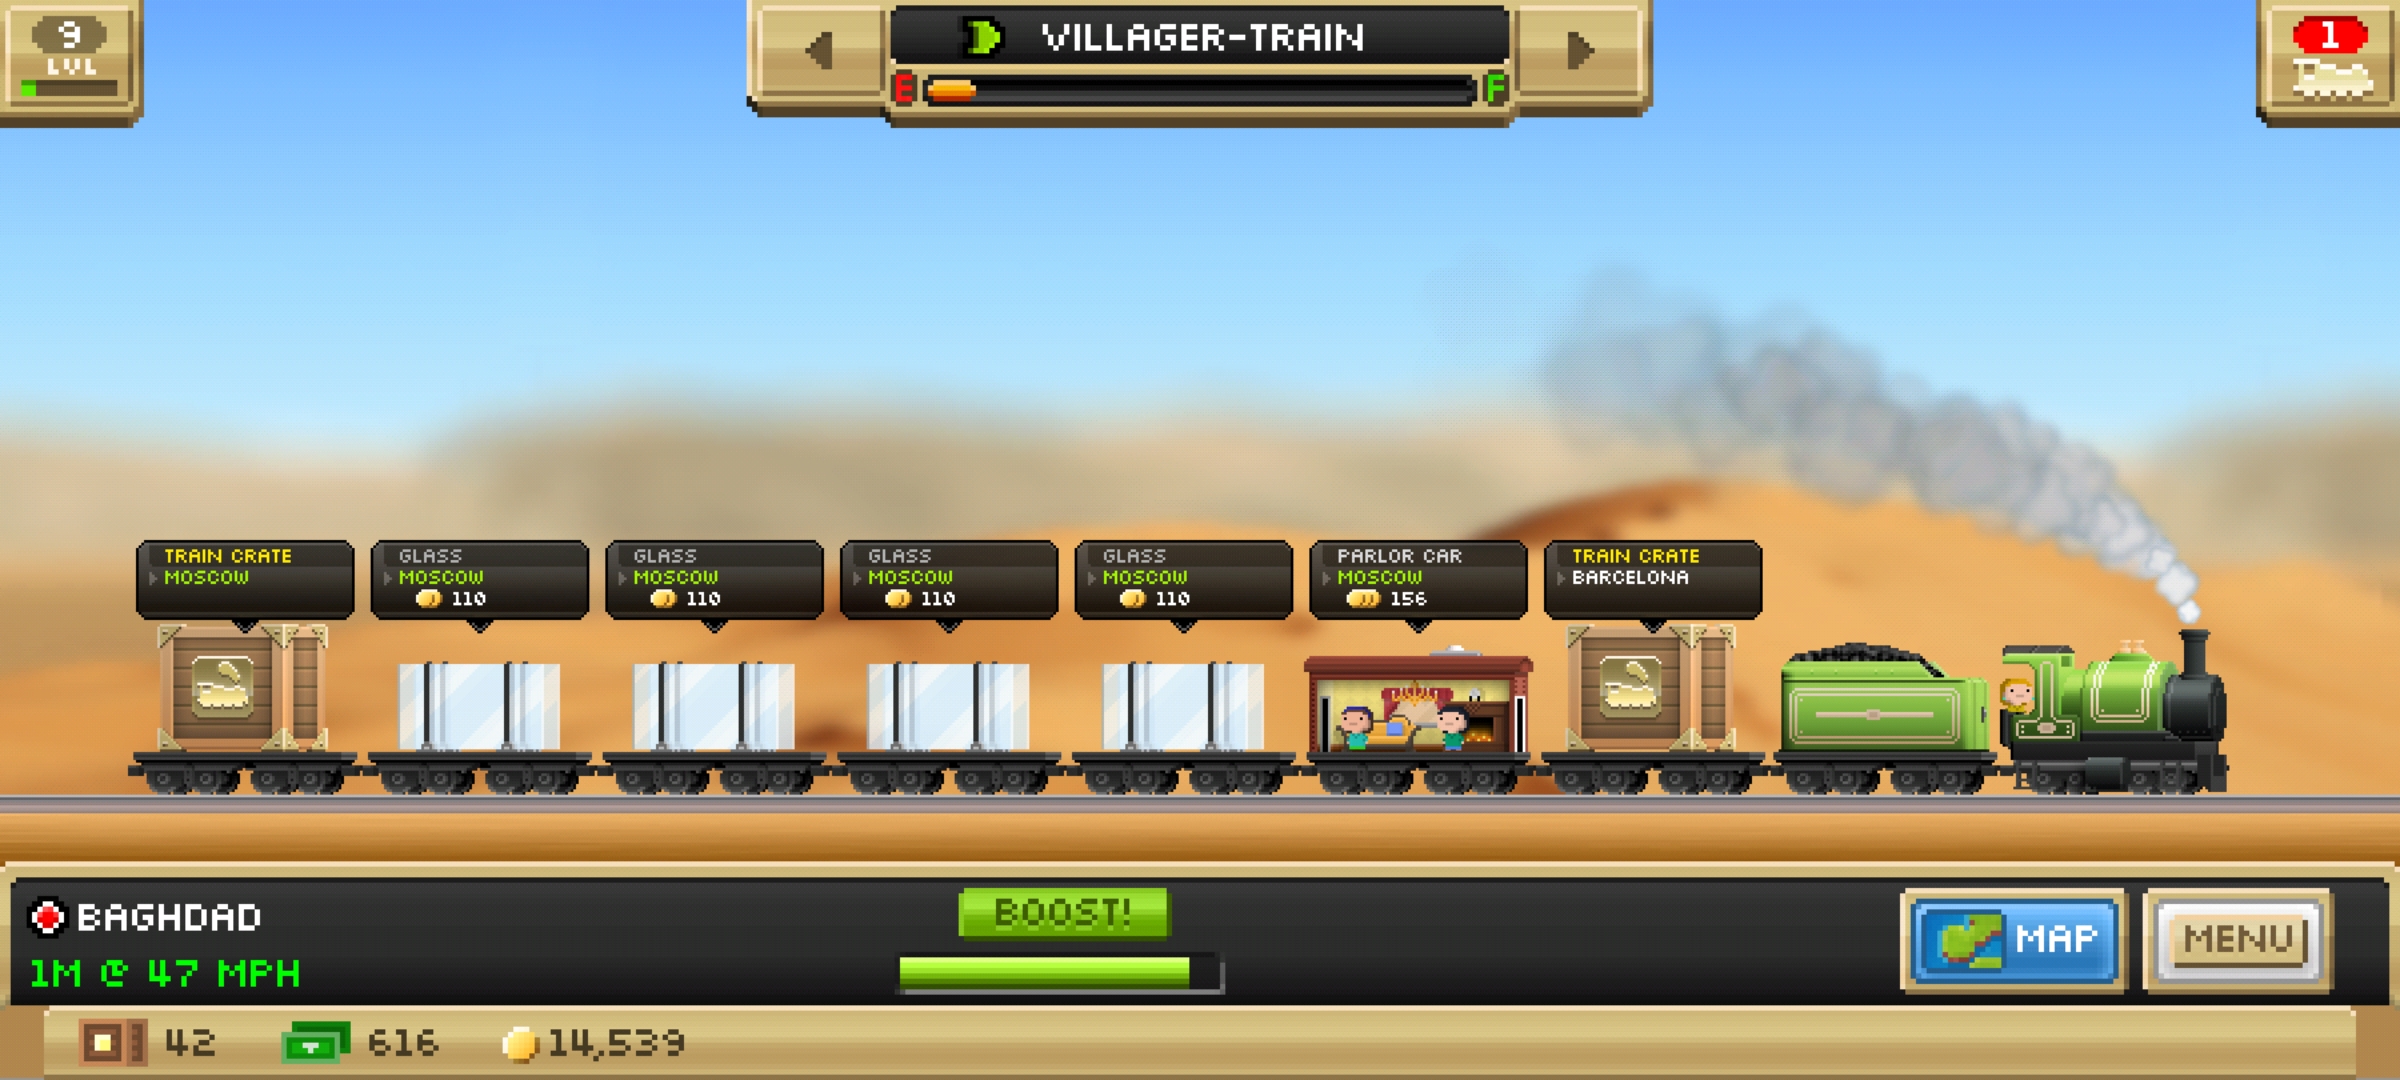 9
LVL
VILLAGER-TRAIN
E
F
1
TRAIN CRATE
MOSCOW
GLASS
MOSCOW
110
GLASS
MOSCOW
110
GLASS
MOSCOW
110
GLASS
MOSCOW
110
PARLOR CAR
MOSCOW
156
TRAIN CRATE
BARCELONA
BAGHDAD
1M @ 47 MPH
BOOST!
MAP
MENU
42
616
14,539